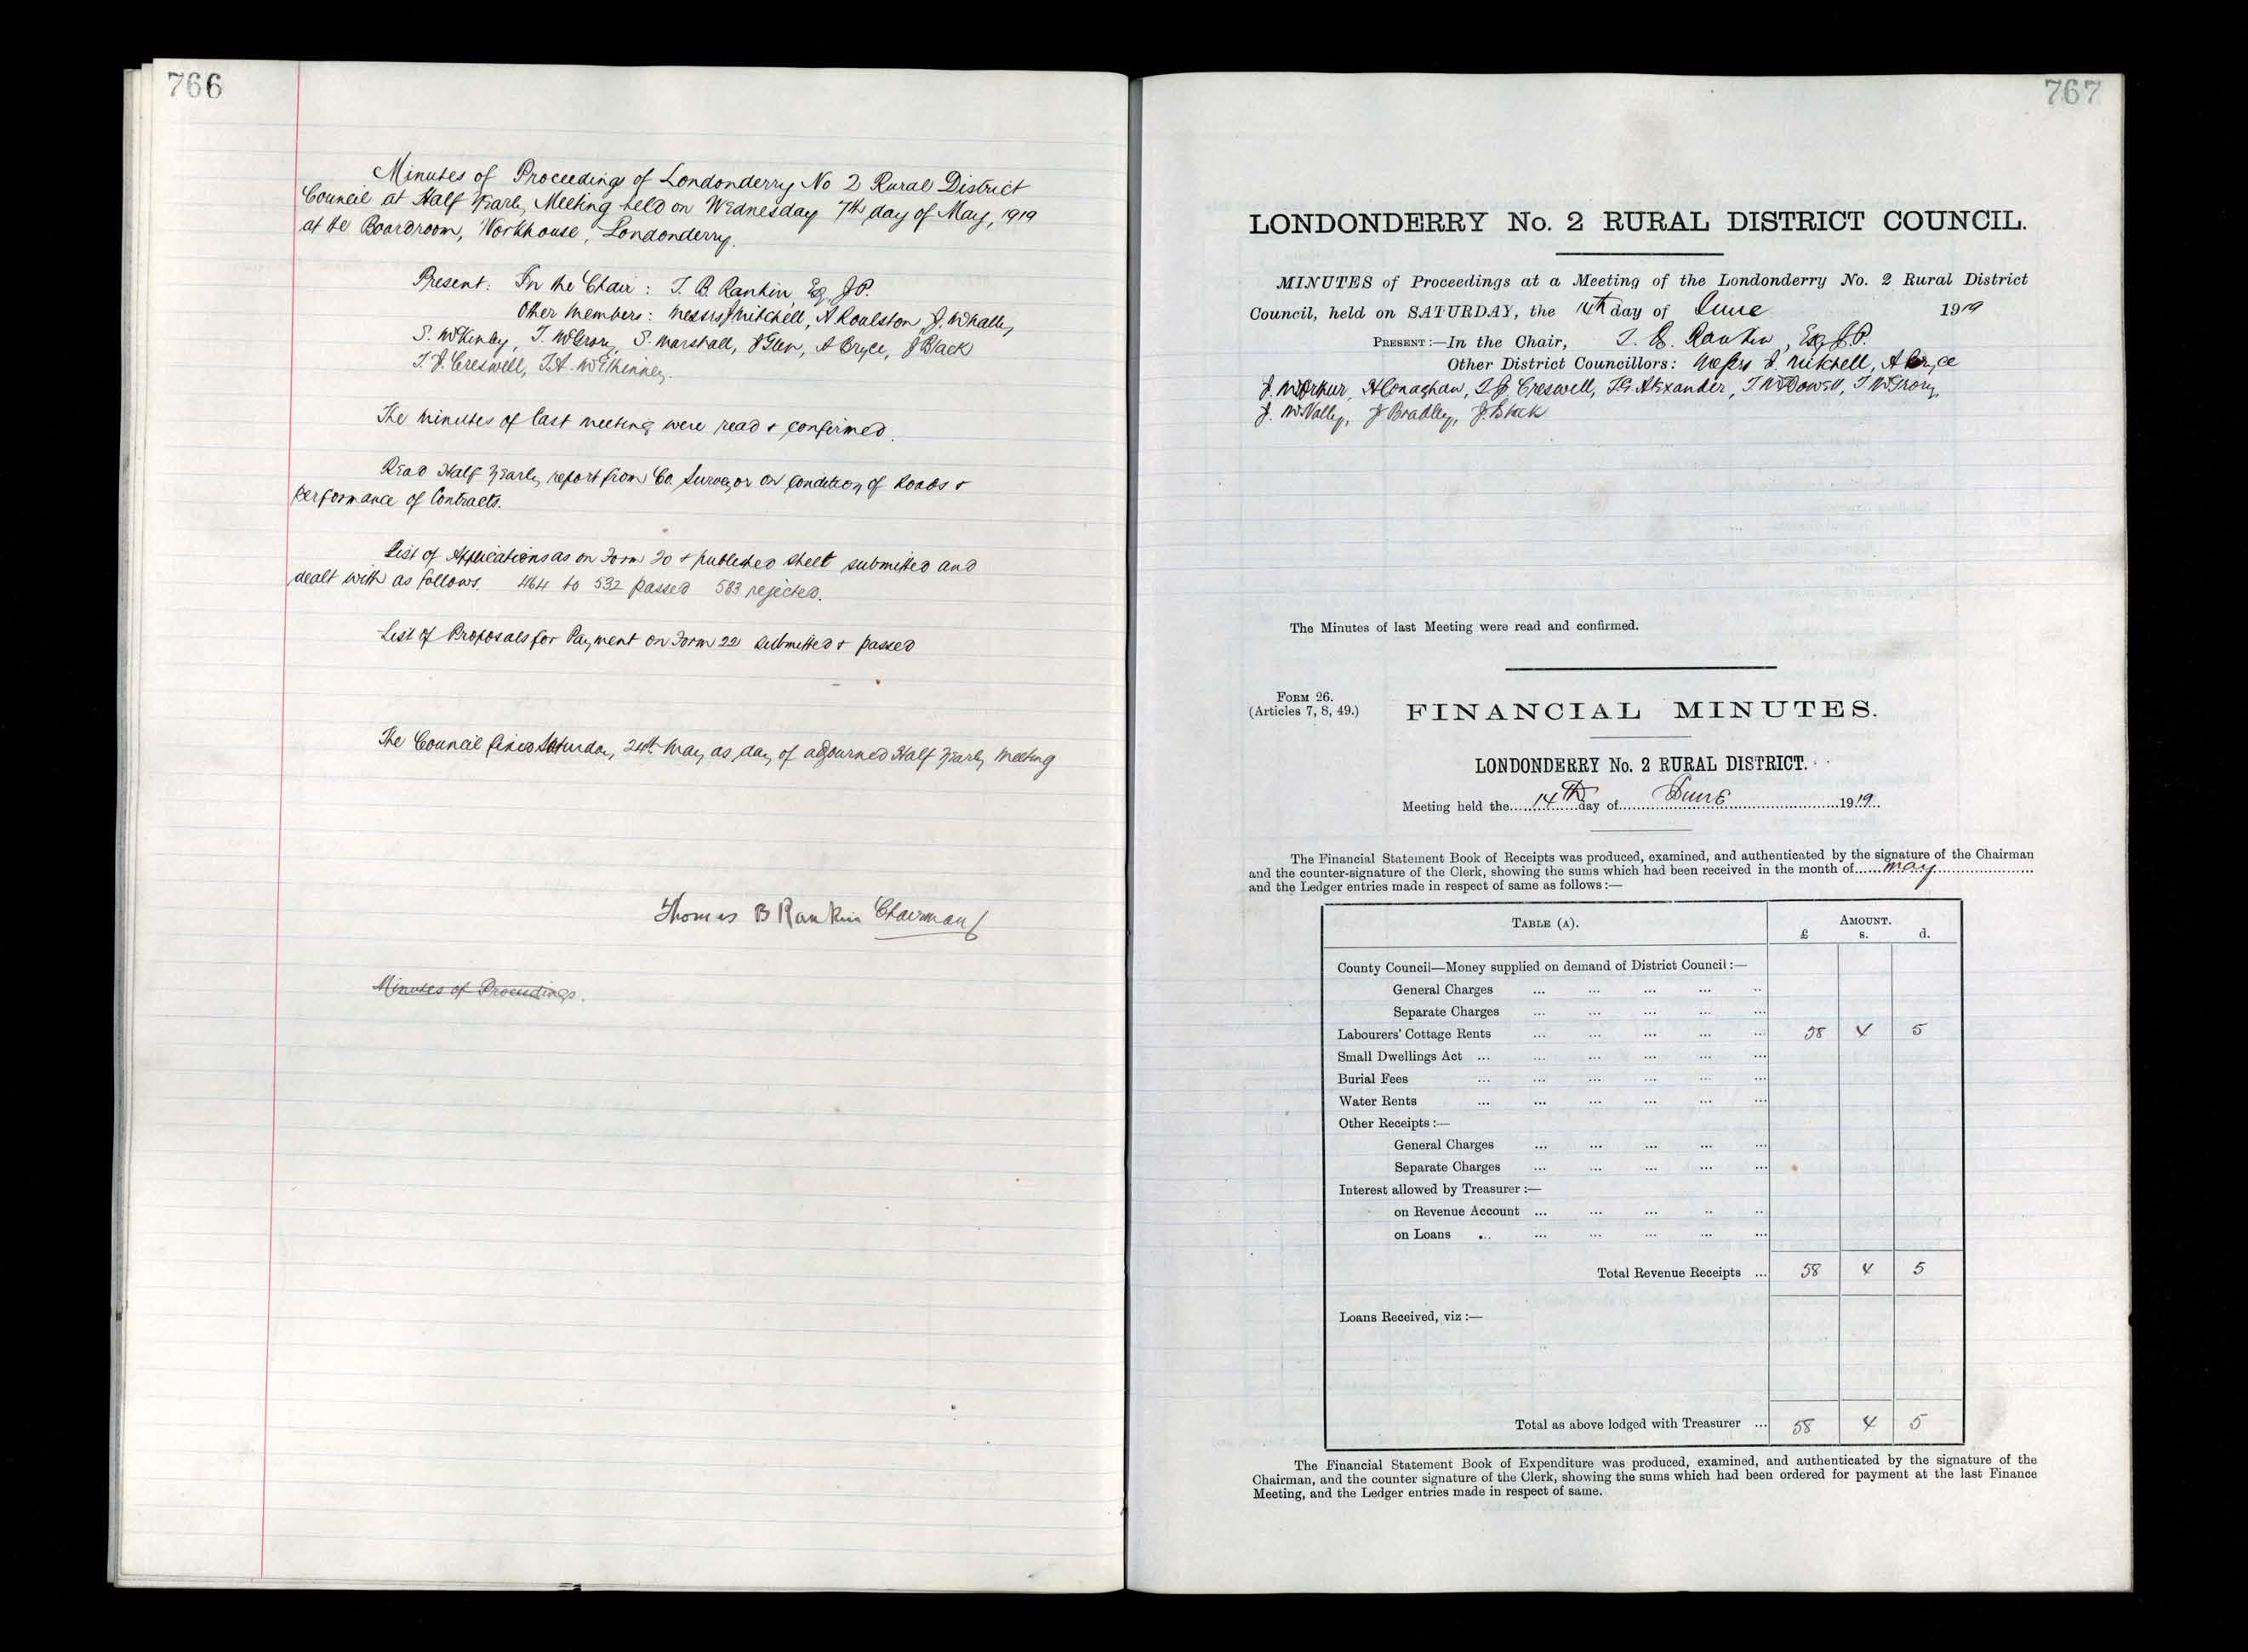 766
Minutes of Proceedings of Londonderry No 2 Rural District
Council at Half Yearly Meeting held on Wednesday 7th day of May, 1919
at the Boardroom, Workhouse, Londonderry.
Present: In the Chair: T. B. Rankin, Esq, J.P.
Other Members: Messrs J Mitchell, A Roulston, J. McNally,
S. McKinley, T. McCrory, S. Marshall, J Glen, A Bryce, J Black
T. J. Creswell, T.A. McElhinney.
The minutes of last meeting were read & confirmed.
Read Half Yearly report from Co. Surveyor on condition of Roads &
performance of Contracts.
List of Applications as on Form 20 & published sheet submitted and
dealt with as follows. 464 to 532 passed 583 rejected.
List of Proposals for Payment on Form 22 submitted & passed
The Council fixed Saturday, 24th May as day of adjourned Half Yearly Meeting
Thomas B Rankin Chairman
Minutes of Proceedings.
767
LONDONDERRY No. 2 RURAL DISTRICT COUNCIL.
MINUTES of Proceedings at a Meeting of the Londonderry No. 2 Rural District
Council, held on SATURDAY, the 14th day of June 1919
PRESENT:—In the Chair, T. B. Rankin, Esq J.P.
Other District Councillors: Messrs J. Mitchell, A Bryce
J. McArthur, H Conaghan, T J. Creswell, T.G. Alexander, T. McDowell, T. McCrory,
J. McNally, J Bradley, J. Black
The Minutes of last Meeting were read and confirmed.
FORM 26.
(Articles 7, 8, 49.)
FINANCIAL MINUTES.
LONDONDERRY No. 2 RURAL DISTRICT.
Meeting held the 14th day of June 1919.
The Financial Statement Book of Receipts was produced, examined, and authenticated by the signature of the Chairman
and the counter-signature of the Clerk, showing the sums which had been received in the month of May
and the Ledger entries made in respect of same as follows:—
TABLE (A). AMOUNT.
£ s. d.
County Council—Money supplied on demand of District Council:—
General Charges ... ... ... ... ...
Separate Charges ... ... ... ... ...
Labourers' Cottage Rents ... ... ... ... ... 58 4 5
Small Dwellings Act ... ... ... ... ... ...
Burial Fees ... ... ... ... ... ...
Water Rents ... ... ... ... ... ...
Other Receipts:—
General Charges ... ... ... ... ...
Separate Charges ... ... ... ... ...
Interest allowed by Treasurer:—
on Revenue Account ... ... ... ... ...
on Loans ... ... ... ... ... ...
Total Revenue Receipts ... 58 4 5
Loans Received, viz:—
Total as above lodged with Treasurer ... 58 4 5
The Financial Statement Book of Expenditure was produced, examined, and authenticated by the signature of the
Chairman, and the counter signature of the Clerk, showing the sums which had been ordered for payment at the last Finance
Meeting, and the Ledger entries made in respect of same.